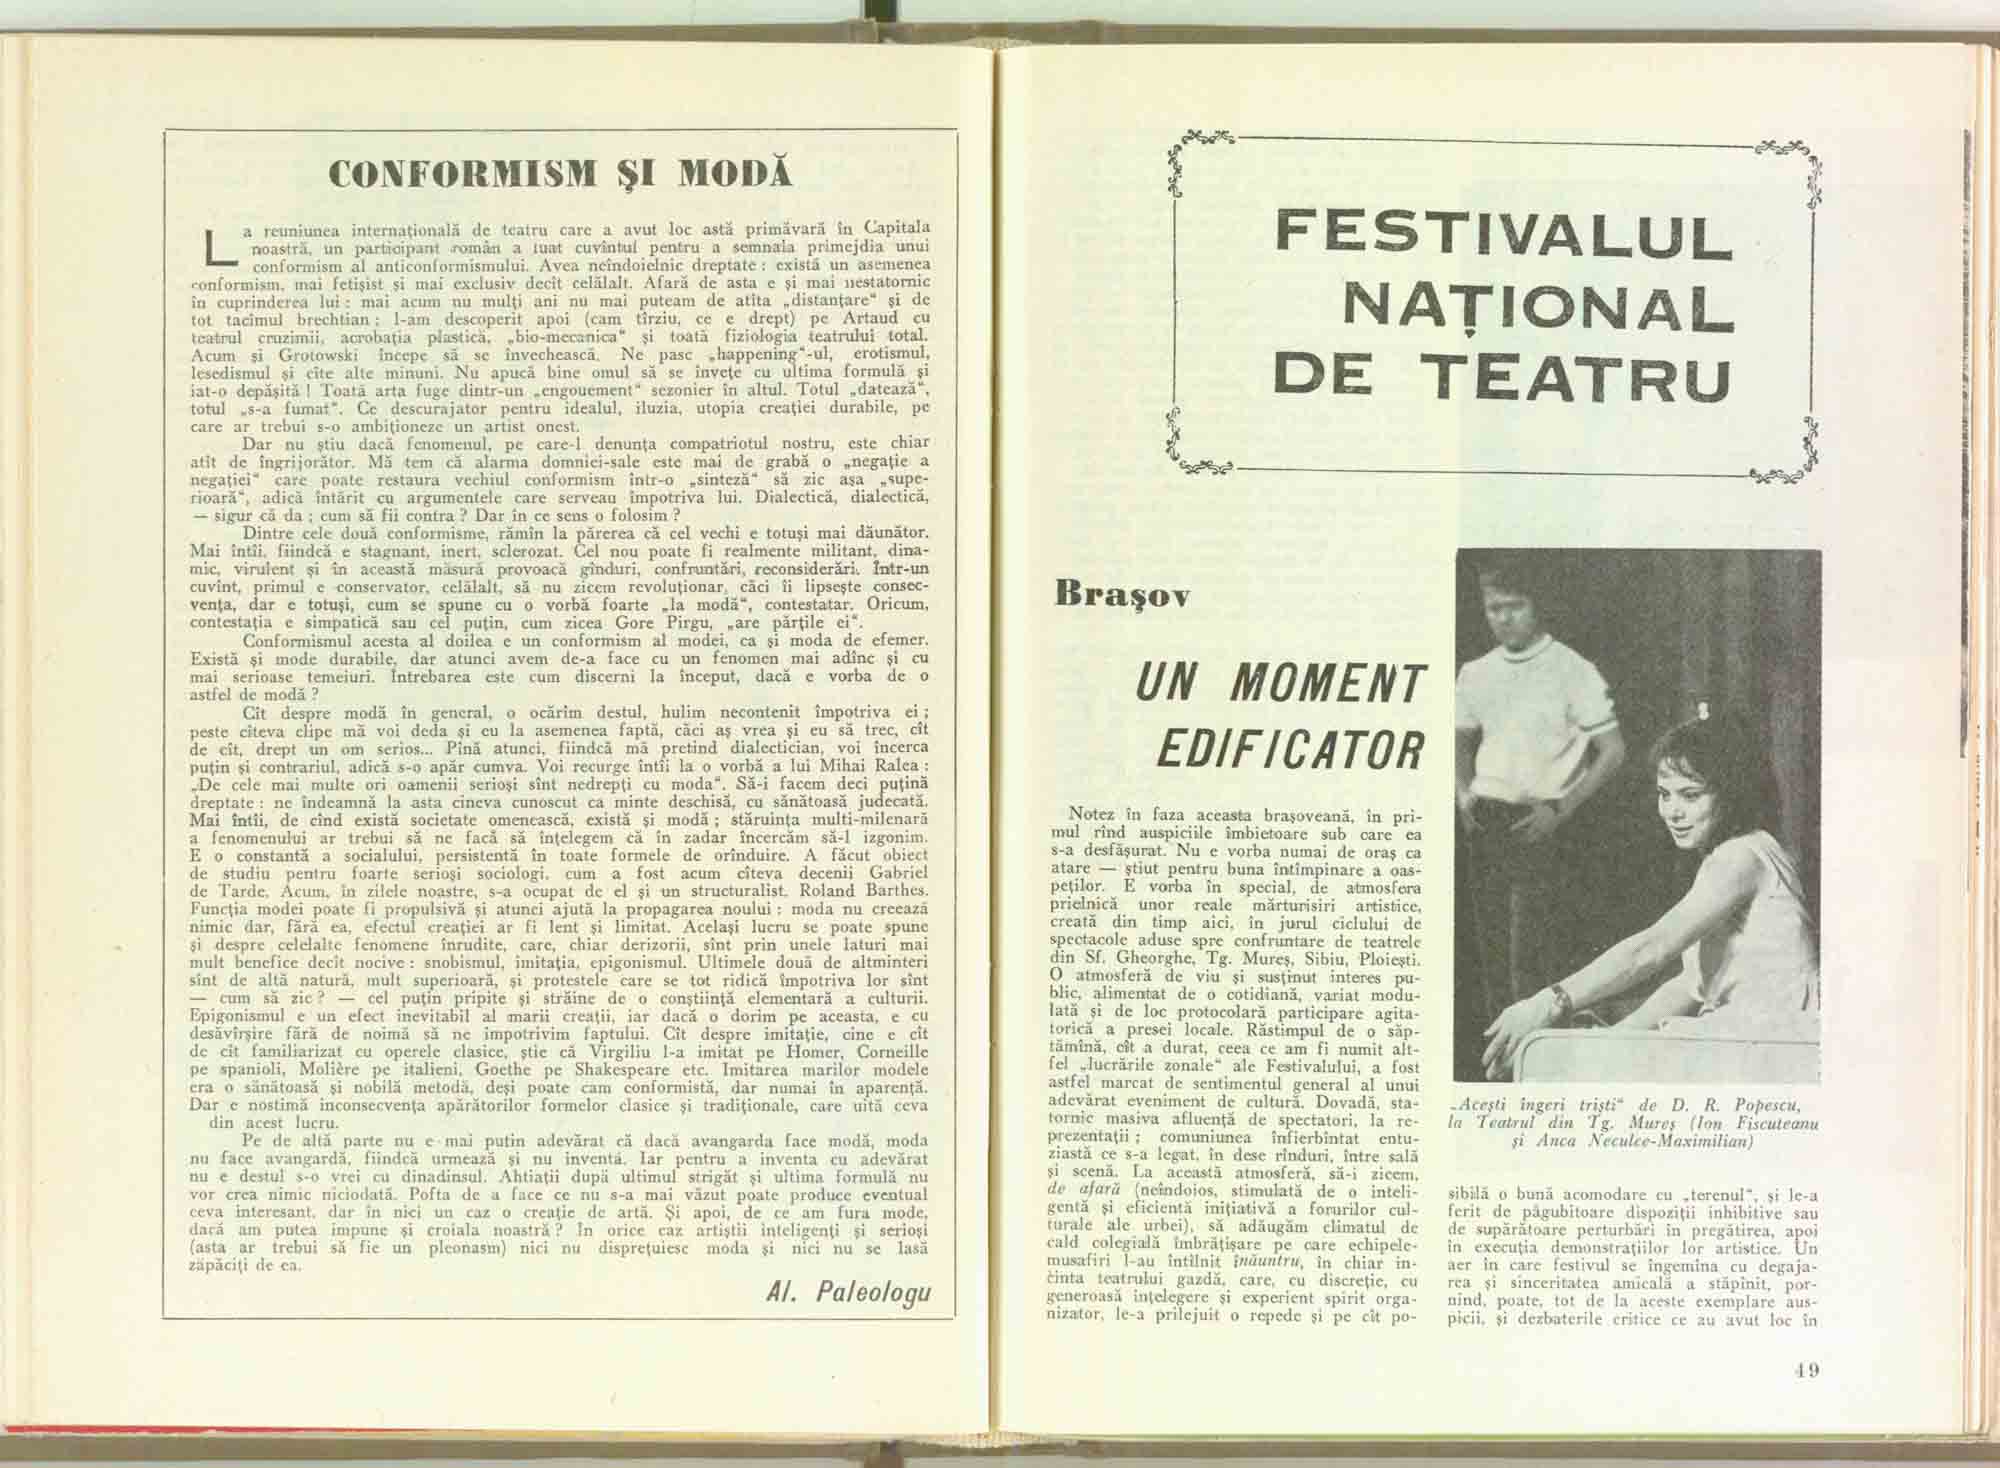 CONFORMISM ŞI MODĂ
La reuniunea internaţională de teatru care a avut loc astă primăvară în Capitala
noastră, un participant român a luat cuvîntul pentru a semnala primejdia unui
conformism al anticonformismului. Avea neîndoielnic dreptate : există un asemenea
conformism, mai fetişist şi mai exclusiv decît celălalt. Afară de asta e şi mai nestatornic
în cuprinderea lui : mai acum nu mulţi ani nu mai puteam de atîta „distanţare“ şi de
tot tacîmul brechtian ; l-am descoperit apoi (cam tîrziu, ce e drept) pe Artaud cu
teatrul cruzimii, acrobaţia plastică, „bio-mecanica“ şi toată fiziologia teatrului total.
Acum şi Grotowski începe să se învechească. Ne pasc „happening“-ul, erotismul,
lesedismul şi cîte alte minuni. Nu apucă bine omul să se înveţe cu ultima formulă şi
iat-o depăşită ! Toată arta fuge dintr-un „engouement“ sezonier în altul. Totul „datează“,
totul „s-a fumat“. Ce descurajator pentru idealul, iluzia, utopia creaţiei durabile, pe
care ar trebui s-o ambiţioneze un artist onest.
Dar nu ştiu dacă fenomenul, pe care-l denunţa compatriotul nostru, este chiar
atît de îngrijorător. Mă tem că alarma domniei-sale este mai de grabă o „negaţie a
negaţiei“ care poate restaura vechiul conformism într-o „sinteză“ să zic aşa „supe-
rioară“, adică întărit cu argumentele care serveau împotriva lui. Dialectică, dialectică,
— sigur că da ; cum să fii contra ? Dar în ce sens o folosim ?
Dintre cele două conformisme, rămîn la părerea că cel vechi e totuşi mai dăunător.
Mai întîi, fiindcă e stagnant, inert, sclerozat. Cel nou poate fi realmente militant, dina-
mic, virulent şi în această măsură provoacă gînduri, confruntări, reconsiderări. Într-un
cuvînt, primul e conservator, celălalt, să nu zicem revoluţionar, căci îi lipseşte consec-
venţa, dar e totuşi, cum se spune cu o vorbă foarte „la modă“, contestatar. Oricum,
contestaţia e simpatică sau cel puţin, cum zicea Gore Pirgu, „are părţile ei“.
Conformismul acesta al doilea e un conformism al modei, ca şi moda de efemer.
Există şi mode durabile, dar atunci avem de-a face cu un fenomen mai adînc şi cu
mai serioase temeiuri. Întrebarea este cum discerni la început, dacă e vorba de o
astfel de modă ?
Cît despre modă în general, o ocărîm destul, hulim necontenit împotriva ei ;
peste cîteva clipe mă voi deda şi eu la asemenea faptă, căci aş vrea şi eu să trec, cît
de cît, drept un om serios... Pînă atunci, fiindcă mă pretind dialectician, voi încerca
puţin şi contrariul, adică s-o apăr cumva. Voi recurge întîi la o vorbă a lui Mihai Ralea :
„De cele mai multe ori oamenii serioşi sînt nedrepţi cu moda“. Să-i facem deci puţină
dreptate : ne îndeamnă la asta cineva cunoscut ca minte deschisă, cu sănătoasă judecată.
Mai întîi, de cînd există societate omenească, există şi modă ; stăruinţa multi-milenară
a fenomenului ar trebui să ne facă să înţelegem că în zadar încercăm să-l izgonim.
E o constantă a socialului, persistentă în toate formele de orînduire. A făcut obiect
de studiu pentru foarte serioşi sociologi, cum a fost acum cîteva decenii Gabriel
de Tarde. Acum, în zilele noastre, s-a ocupat de el şi un structuralist, Roland Barthes.
Funcţia modei poate fi propulsivă şi atunci ajută la propagarea noului : moda nu creează
nimic dar, fără ea, efectul creaţiei ar fi lent şi limitat. Acelaşi lucru se poate spune
şi despre celelalte fenomene înrudite, care, chiar derizorii, sînt prin unele laturi mai
mult benefice decît nocive : snobismul, imitaţia, epigonismul. Ultimele două de altminteri
sînt de altă natură, mult superioară, şi protestele care se tot ridică împotriva lor sînt
— cum să zic ? — cel puţin pripite şi străine de o conştiinţă elementară a culturii.
Epigonismul e un efect inevitabil al marii creaţii, iar dacă o dorim pe aceasta, e cu
desăvîrşire fără de noimă să ne împotrivim faptului. Cît despre imitaţie, cine e cît
de cît familiarizat cu operele clasice, ştie că Virgiliu l-a imitat pe Homer, Corneille
pe spanioli, Molière pe italieni, Goethe pe Shakespeare etc. Imitarea marilor modele
era o sănătoasă şi nobilă metodă, deşi poate cam conformistă, dar numai în aparenţă.
Dar e nostimă inconsecvenţa apărătorilor formelor clasice şi tradiţionale, care uită ceva
din acest lucru.
Pe de altă parte nu e mai puţin adevărat că dacă avangarda face modă, moda
nu face avangardă, fiindcă urmează şi nu inventă. Iar pentru a inventa cu adevărat
nu e destul s-o vrei cu dinadinsul. Ahtiaţii după ultimul strigăt şi ultima formulă nu
vor crea nimic niciodată. Pofta de a face ce nu s-a mai văzut poate produce eventual
ceva interesant, dar în nici un caz o creaţie de artă. Şi apoi, de ce am fura mode,
dacă am putea impune şi croiala noastră ? In orice caz artiştii inteligenţi şi serioşi
(asta ar trebui să fie un pleonasm) nici nu dispreţuiesc moda şi nici nu se lasă
zăpăciţi de ea.
Al. Paleologu
FESTIVALUL
NAŢIONAL
DE TEATRU
Braşov
UN MOMENT
EDIFICATOR
Notez în faza aceasta braşoveană, în pri-
mul rînd auspiciile îmbietoare sub care ea
s-a desfăşurat. Nu e vorba numai de oraş ca
atare — ştiut pentru buna întîmpinare a oas-
peţilor. E vorba în special, de atmosfera
prielnică unor reale mărturisiri artistice,
creată din timp aici, în jurul ciclului de
spectacole aduse spre confruntare de teatrele
din Sf. Gheorghe, Tg. Mureş, Sibiu, Ploieşti.
O atmosferă de viu şi susţinut interes pu-
blic, alimentat de o cotidiană, variat modu-
lată şi de loc protocolară participare agita-
torică a presei locale. Răstimpul de o săp-
tămînă, cît a durat, ceea ce am fi numit alt-
fel „lucrările zonale“ ale Festivalului, a fost
astfel marcat de sentimentul general al unui
adevărat eveniment de cultură. Dovadă, sta-
tornic masiva afluenţă de spectatori, la re-
prezentaţii ; comuniunea înfierbîntat entu-
ziastă ce s-a legat, în dese rînduri, între sală
şi scenă. La această atmosferă, să-i zicem,
de afară (neîndoios, stimulată de o inteli-
gentă şi eficientă iniţiativă a forurilor cul-
turale ale urbei), să adăugăm climatul de
cald colegială îmbrăţişare pe care echipele-
musafiri l-au întîlnit înăuntru, în chiar in-
cinta teatrului gazdă, care, cu discreţie, cu
generoasă înţelegere şi experient spirit orga-
nizator, le-a prilejuit o repede şi pe cît po-
„Aceşti îngeri trişti“ de D. R. Popescu,
la Teatrul din Tg. Mureş (Ion Fiscuteanu
şi Anca Neculce-Maximilian)
sibilă o bună acomodare cu „terenul“, şi le-a
ferit de păgubitoare dispoziţii inhibitive sau
de supărătoare perturbări în pregătirea, apoi
în execuţia demonstraţiilor lor artistice. Un
aer în care festivul se îngemîna cu degaja-
rea şi sinceritatea amicală a stăpînit, por-
nind, poate, tot de la aceste exemplare aus-
picii, şi dezbaterile critice ce au avut loc în
49